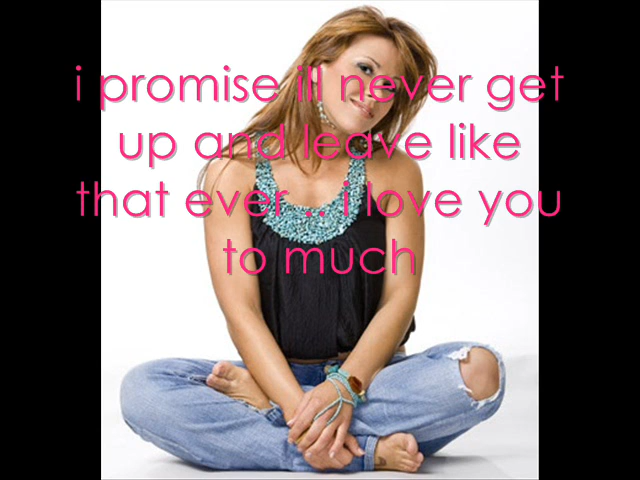 i promise ill never get
up and leave like
that ever .. i love you
to much